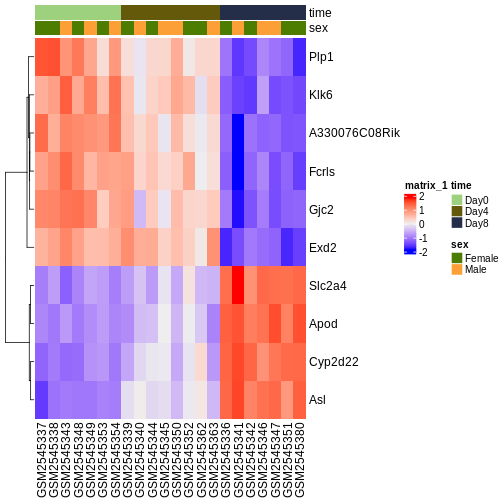 time
sex
Plp1
Klk6
A330076C08Rik
Fcrls
Gjc2
Exd2
Slc2a4
Apod
Cyp2d22
Asl
GSM2545337
GSM2545338
GSM2545343
GSM2545348
GSM2545349
GSM2545353
GSM2545354
GSM2545339
GSM2545340
GSM2545344
GSM2545345
GSM2545350
GSM2545352
GSM2545362
GSM2545363
GSM2545336
GSM2545341
GSM2545342
GSM2545346
GSM2545347
GSM2545351
GSM2545380
matrix_1
2
1
0
-1
-2
time
Day0
Day4
Day8
sex
Female
Male